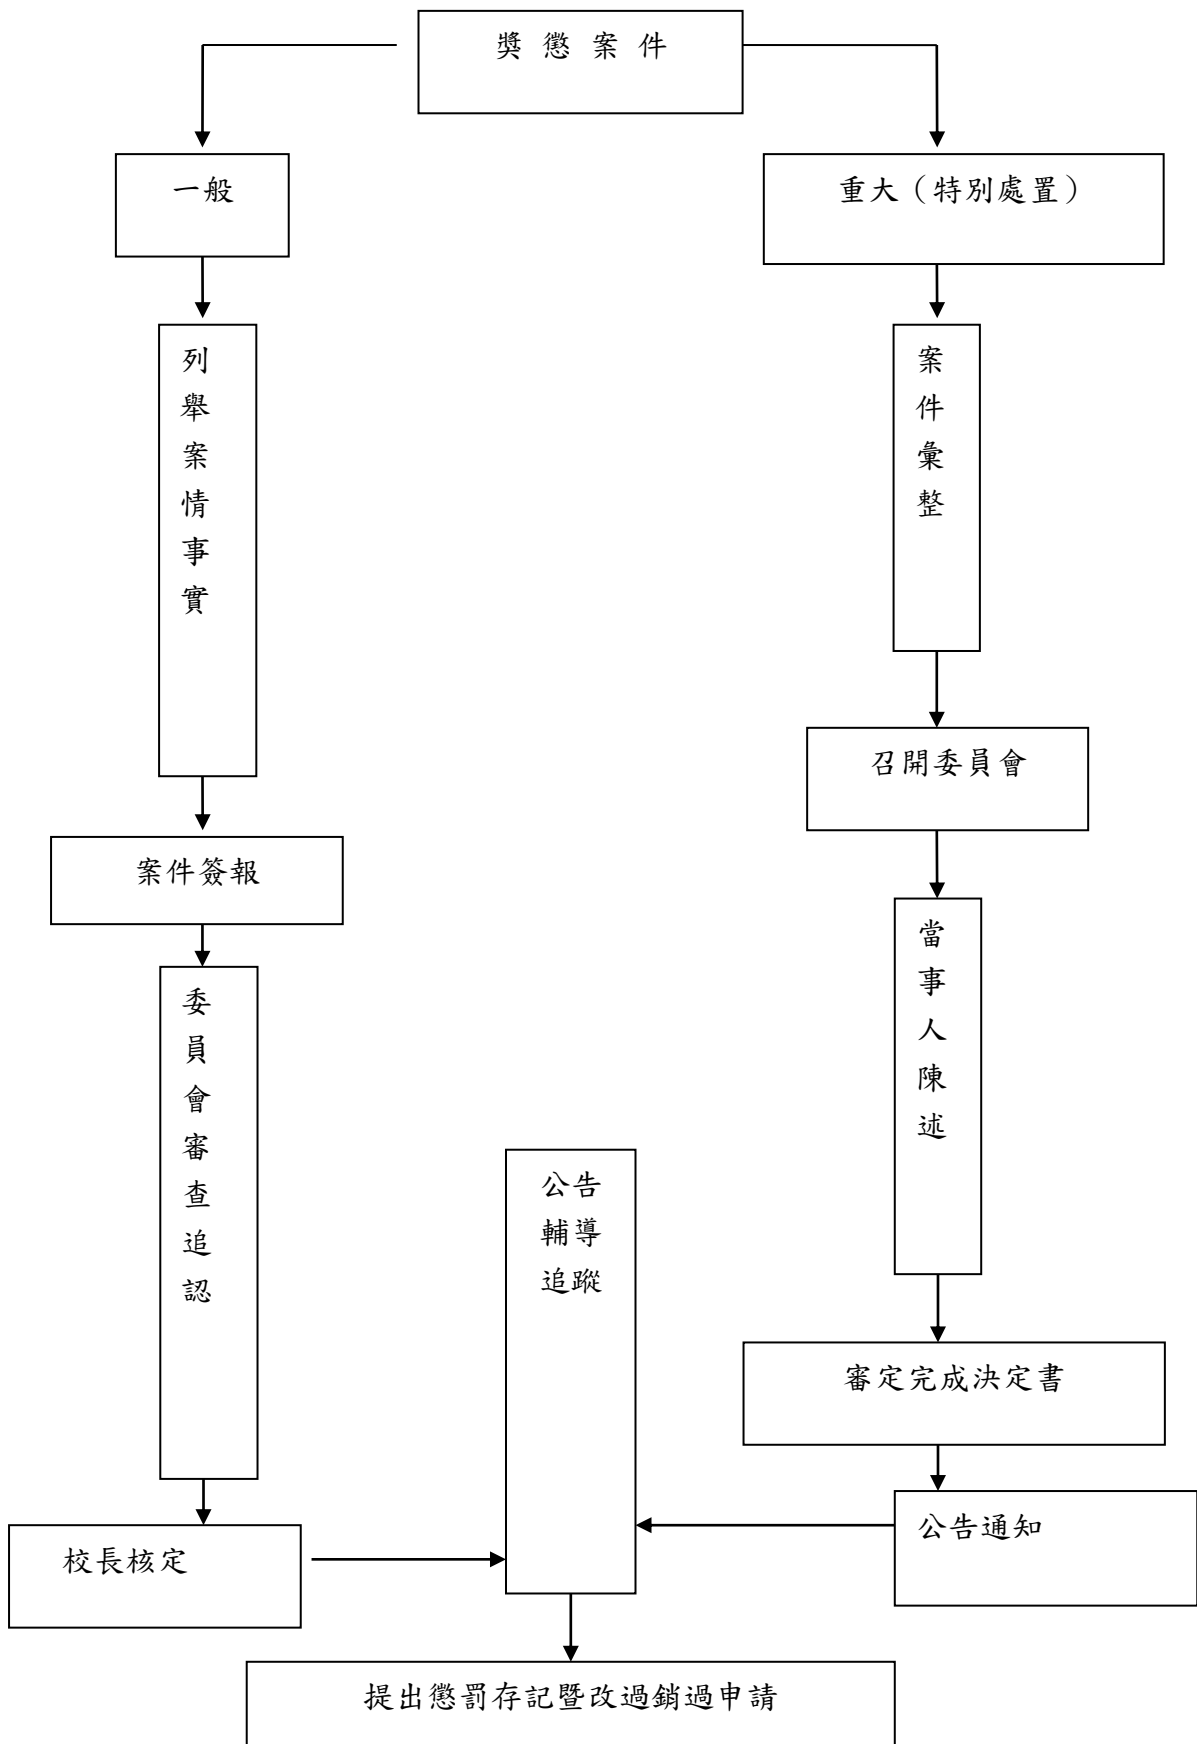 獎 懲 案 件
一般
重大（特別處置）
列舉案情事實
案件彙整
召開委員會
案件簽報
當事人陳述
委員會審查追認
公告
輔導
追蹤
審定完成決定書
公告通知
校長核定
提出懲罰存記暨改過銷過申請